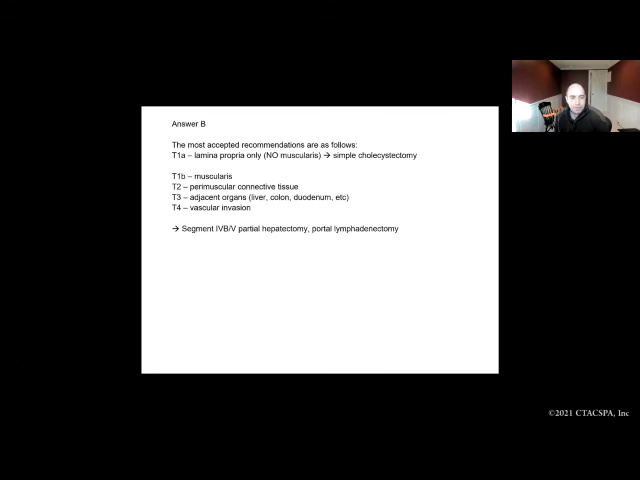 Answer B
The most accepted recommendations are as follows:
T1a – lamina propria only (NO muscularis) → simple cholecystectomy
T1b – muscularis
T2 – perimuscular connective tissue
T3 – adjacent organs (liver, colon, duodenum, etc)
T4 – vascular invasion
→ Segment IVB/V partial hepatectomy, portal lymphadenectomy
©2021 CTACSPA, Inc